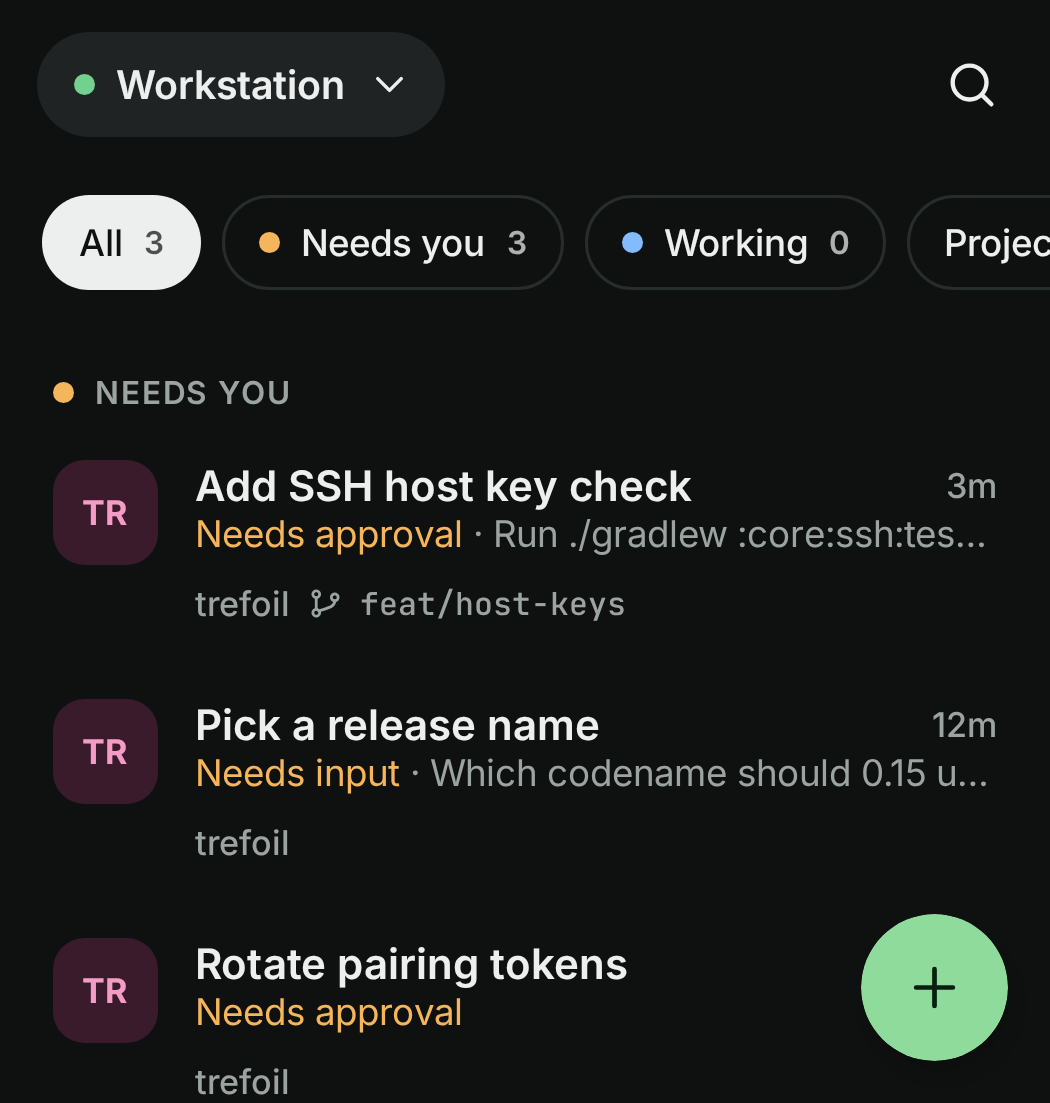 Workstation
All 3 Needs you 3 Working 0 Projec
NEEDS YOU
TR Add SSH host key check 3m
Needs approval · Run ./gradlew :core:ssh:tes...
trefoil feat/host-keys
TR Pick a release name 12m
Needs input · Which codename should 0.15 u...
trefoil
TR Rotate pairing tokens
Needs approval
trefoil